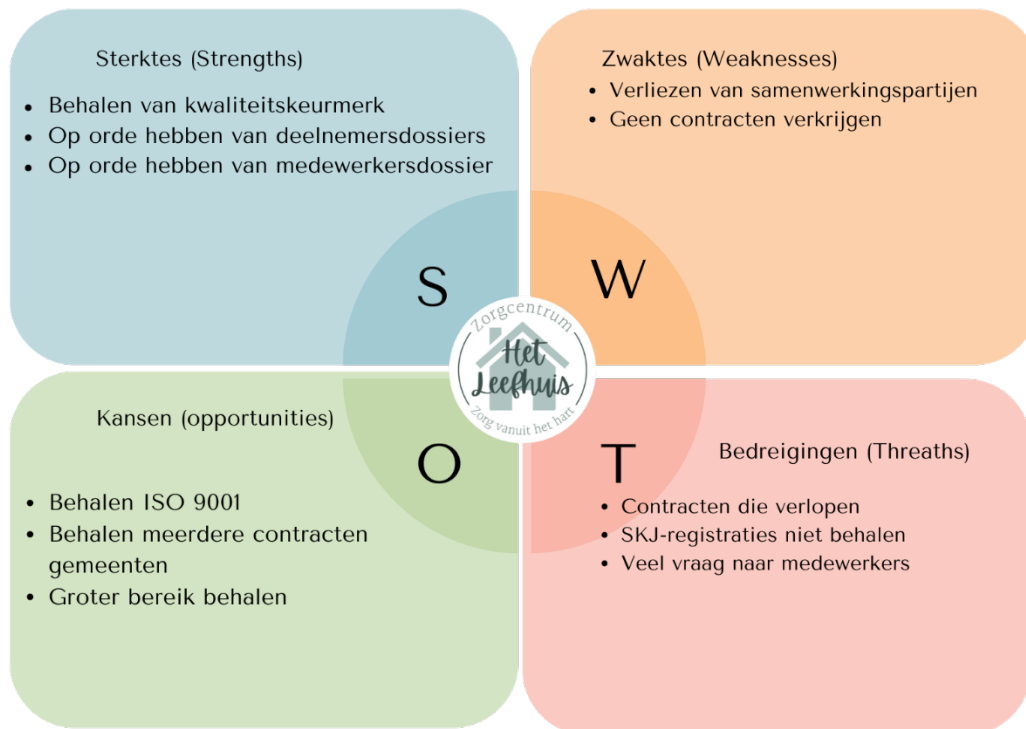 Sterktes (Strengths)
• Behalen van kwaliteitskeurmerk
• Op orde hebben van deelnemersdossiers
• Op orde hebben van medewerkersdossier
S
Zwaktes (Weaknesses)
• Verliezen van samenwerkingspartijen
• Geen contracten verkrijgen
W
Zorgcentrum
Het
Leefhuis
Zorg vanuit het hart
Kansen (opportunities)
O
• Behalen ISO 9001
• Behalen meerdere contracten
gemeenten
• Groter bereik behalen
T
Bedreigingen (Threaths)
• Contracten die verlopen
• SKJ-registraties niet behalen
• Veel vraag naar medewerkers